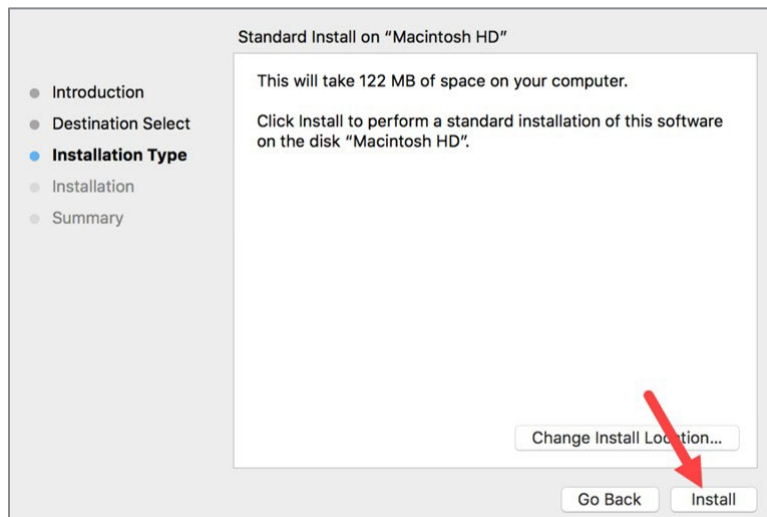 Standard Install on “Macintosh HD”
Introduction
Destination Select
Installation Type
Installation
Summary
This will take 122 MB of space on your computer.
Click Install to perform a standard installation of this software
on the disk “Macintosh HD”.
Change Install Location...
Go Back
Install